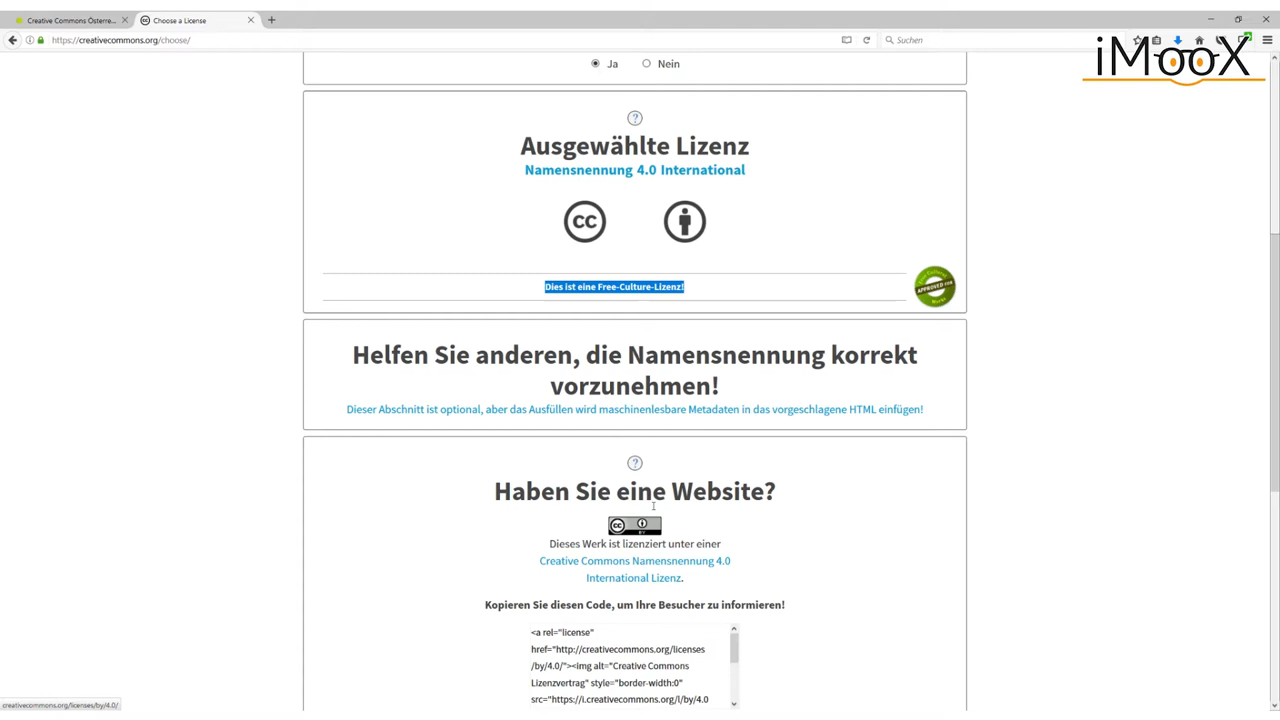 Creative Commons Österre...
Choose a License
https://creativecommons.org/choose/
Suchen
iMooX
Ja
Nein
Ausgewählte Lizenz
Namensnennung 4.0 International
cc
Dies ist eine Free-Culture-Lizenz!
APPROVED FOR
Helfen Sie anderen, die Namensnennung korrekt
vorzunehmen!
Dieser Abschnitt ist optional, aber das Ausfüllen wird maschinenlesbare Metadaten in das vorgeschlagene HTML einfügen!
Haben Sie eine Website?
cc
BY
Dieses Werk ist lizenziert unter einer
Creative Commons Namensnennung 4.0
International Lizenz.
Kopieren Sie diesen Code, um Ihre Besucher zu informieren!
<a rel="license"
href="http://creativecommons.org/licenses
/by/4.0/"><img alt="Creative Commons
Lizenzvertrag" style="border-width:0"
src="https://i.creativecommons.org/l/by/4.0
creativecommons.org/licenses/by/4.0/